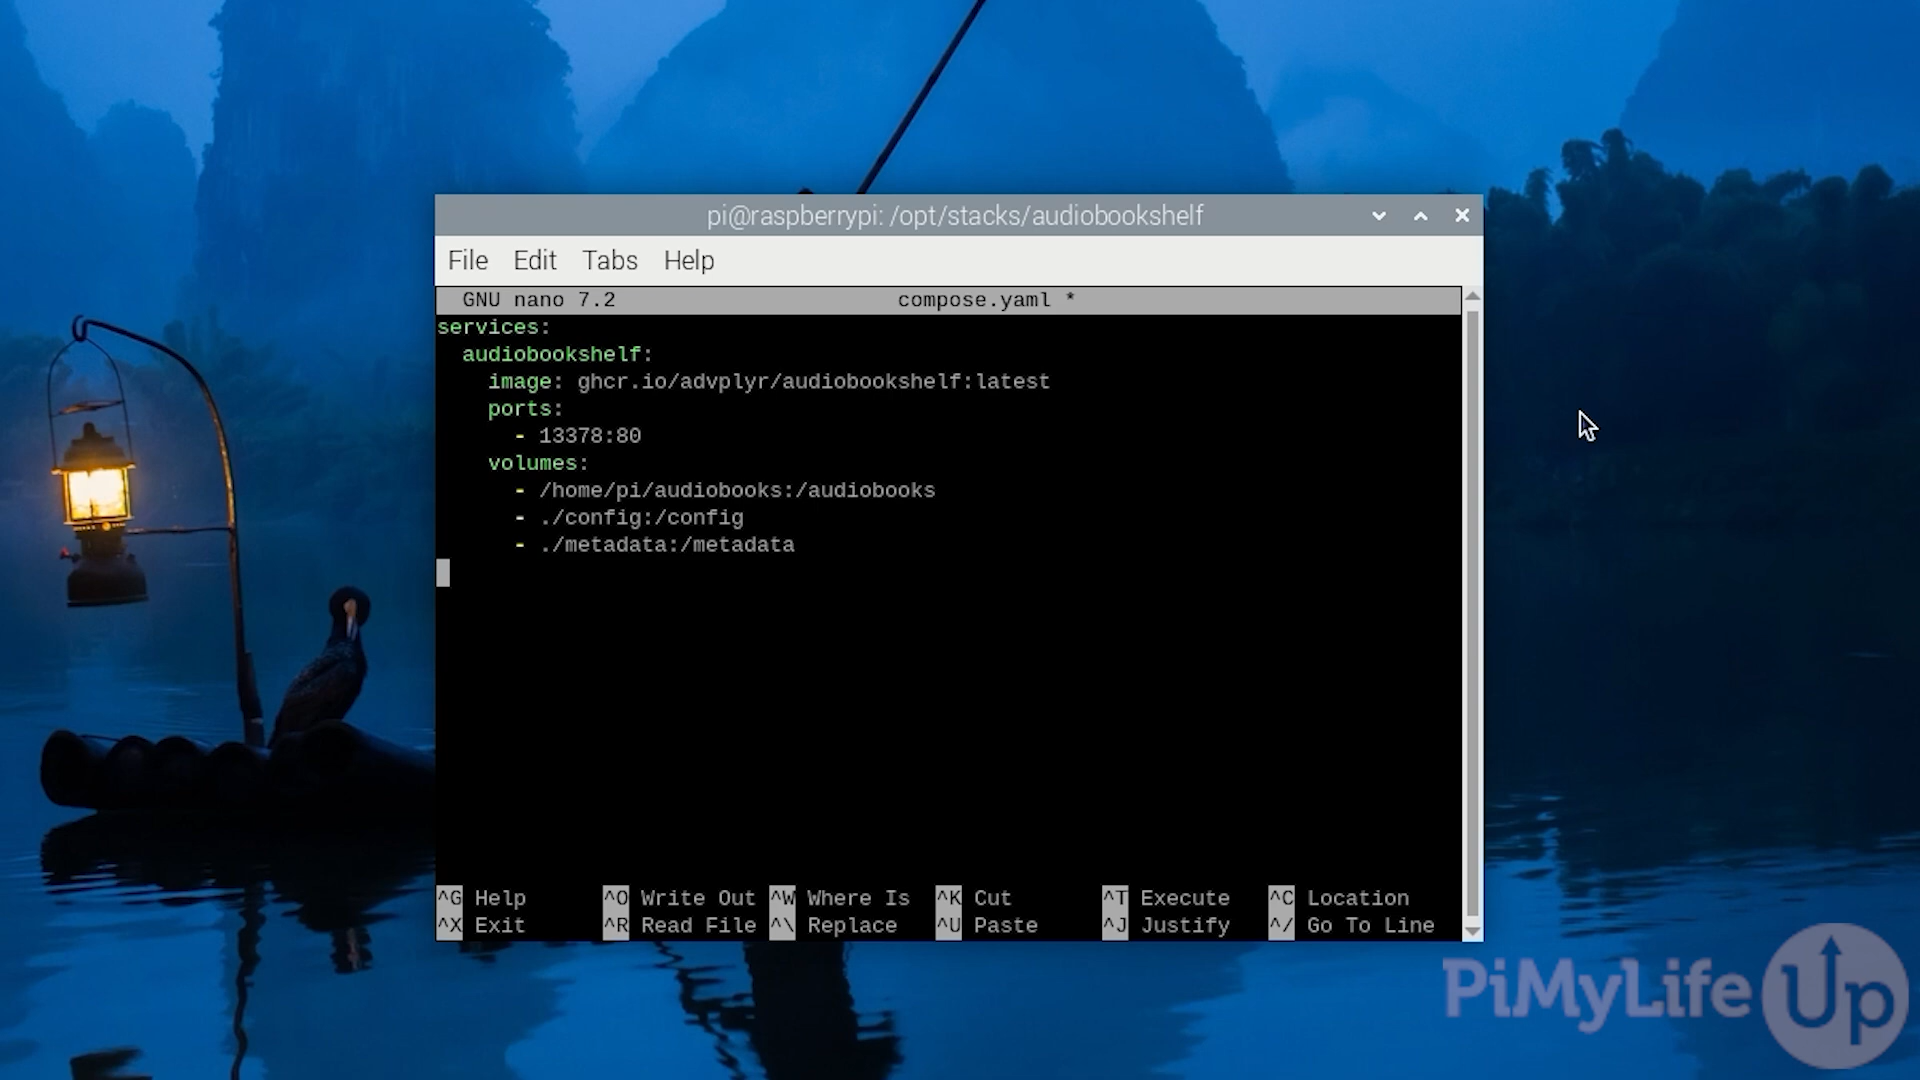 pi@raspberrypi: /opt/stacks/audiobookshelf
File Edit Tabs Help
GNU nano 7.2 compose.yaml *
services:
  audiobookshelf:
    image: ghcr.io/advplyr/audiobookshelf:latest
    ports:
      - 13378:80
    volumes:
      - /home/pi/audiobooks:/audiobooks
      - ./config:/config
      - ./metadata:/metadata
^G Help ^O Write Out ^W Where Is ^K Cut ^T Execute ^C Location
^X Exit ^R Read File ^\ Replace ^U Paste ^J Justify ^/ Go To Line
PiMyLifeUp